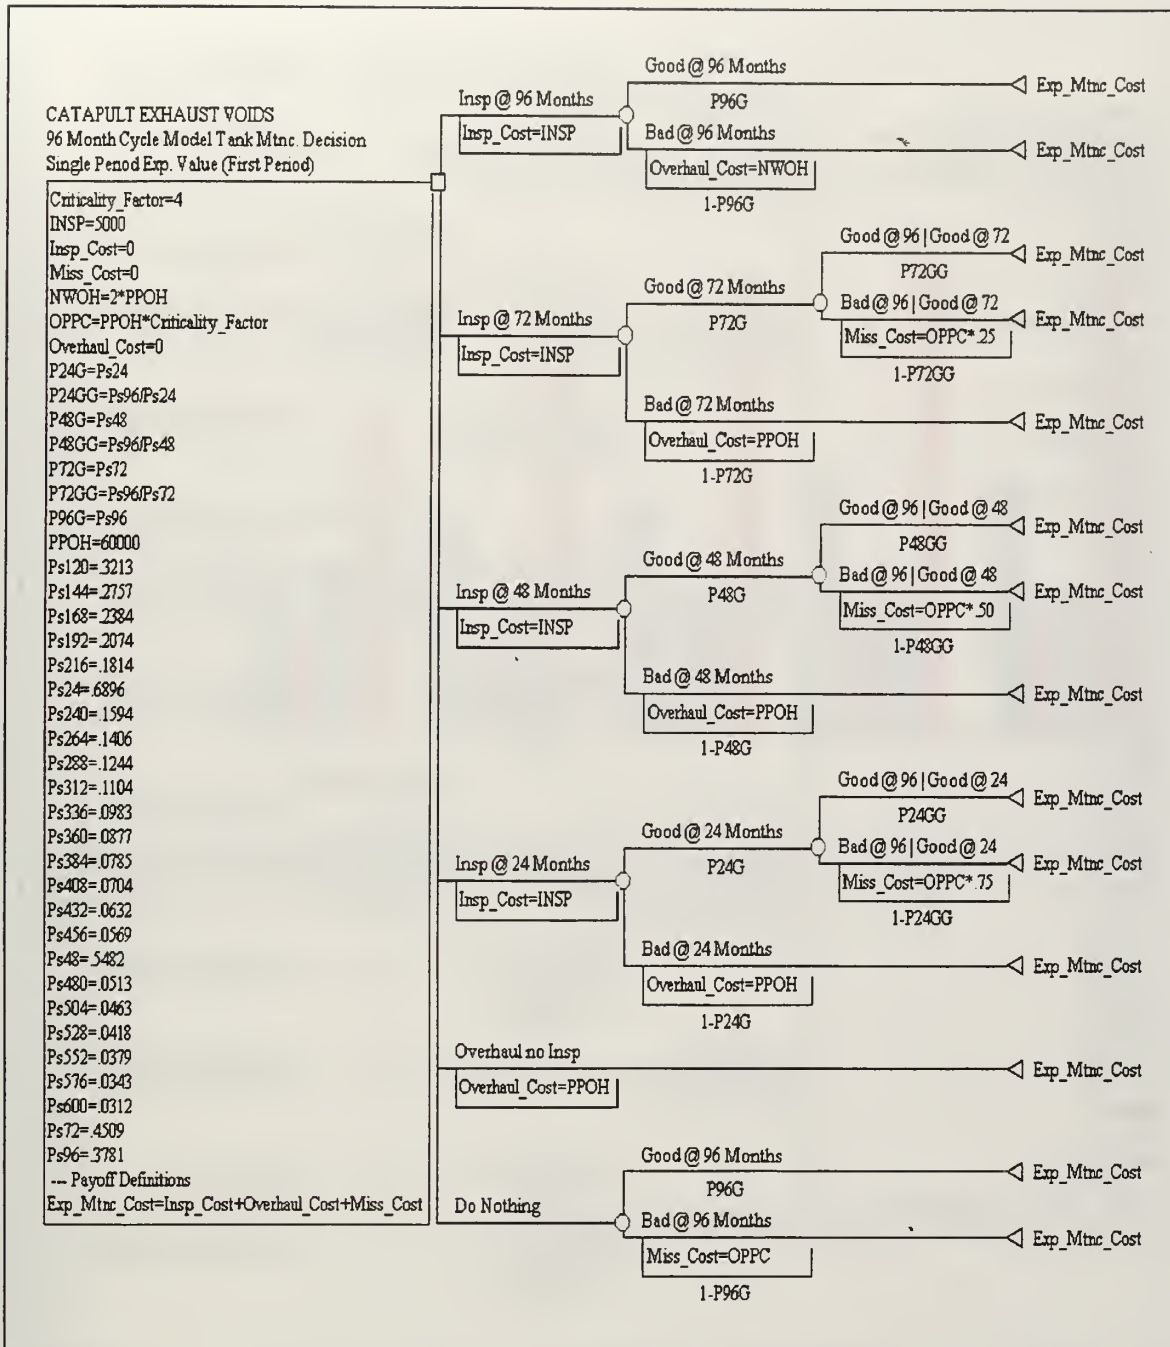 CATAPULT EXHAUST VOIDS
96 Month Cycle Model Tank Mtnc. Decision
Single Period Exp. Value (First Period)
Criticality_Factor=4
INSP=5000
Insp_Cost=0
Miss_Cost=0
NWOH=2*PPOH
OPPC=PPOH*Criticality_Factor
Overhaul_Cost=0
P24G=Ps24
P24GG=Ps96/Ps24
P48G=Ps48
P48GG=Ps96/Ps48
P72G=Ps72
P72GG=Ps96/Ps72
P96G=Ps96
PPOH=60000
Ps120=.3213
Ps144=.2757
Ps168=.2384
Ps192=.2074
Ps216=.1814
Ps24=.6896
Ps240=.1594
Ps264=.1406
Ps288=.1244
Ps312=.1104
Ps336=.0983
Ps360=.0877
Ps384=.0785
Ps408=.0704
Ps432=.0632
Ps456=.0569
Ps48=.5482
Ps480=.0513
Ps504=.0463
Ps528=.0418
Ps552=.0379
Ps576=.0343
Ps600=.0312
Ps72=.4509
Ps96=.3781
--- Payoff Definitions
Exp_Mtnc_Cost=Insp_Cost+Overhaul_Cost+Miss_Cost
Insp @ 96 Months
Insp_Cost=INSP
Good @ 96 Months
P96G
Exp_Mtnc_Cost
Bad @ 96 Months
Overhaul_Cost=NWOH
1-P96G
Exp_Mtnc_Cost
Insp @ 72 Months
Insp_Cost=INSP
Good @ 72 Months
P72G
Good @ 96 | Good @ 72
P72GG
Exp_Mtnc_Cost
Bad @ 96 | Good @ 72
Miss_Cost=OPPC*.25
1-P72GG
Exp_Mtnc_Cost
Bad @ 72 Months
Overhaul_Cost=PPOH
1-P72G
Exp_Mtnc_Cost
Insp @ 48 Months
Insp_Cost=INSP
Good @ 48 Months
P48G
Good @ 96 | Good @ 48
P48GG
Exp_Mtnc_Cost
Bad @ 96 | Good @ 48
Miss_Cost=OPPC*.50
1-P48GG
Exp_Mtnc_Cost
Bad @ 48 Months
Overhaul_Cost=PPOH
1-P48G
Exp_Mtnc_Cost
Insp @ 24 Months
Insp_Cost=INSP
Good @ 24 Months
P24G
Good @ 96 | Good @ 24
P24GG
Exp_Mtnc_Cost
Bad @ 96 | Good @ 24
Miss_Cost=OPPC*.75
1-P24GG
Exp_Mtnc_Cost
Bad @ 24 Months
Overhaul_Cost=PPOH
1-P24G
Exp_Mtnc_Cost
Overhaul no Insp
Overhaul_Cost=PPOH
Exp_Mtnc_Cost
Do Nothing
Good @ 96 Months
P96G
Exp_Mtnc_Cost
Bad @ 96 Months
Miss_Cost=OPPC
1-P96G
Exp_Mtnc_Cost